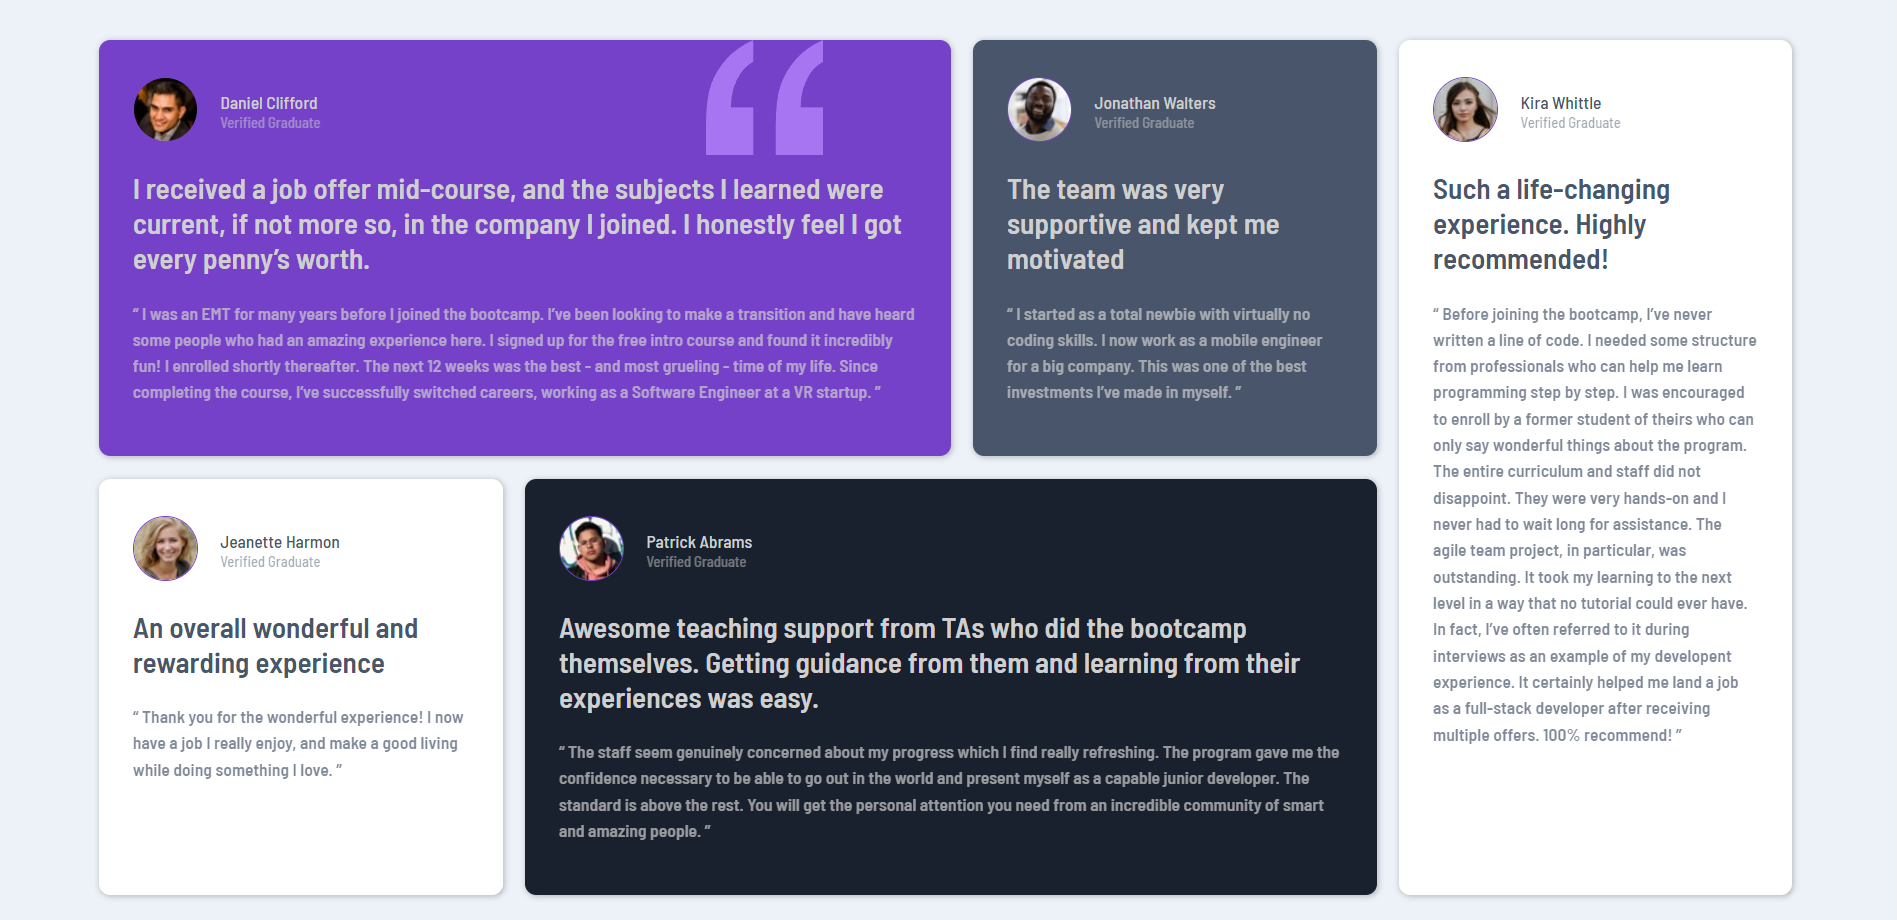 Daniel Clifford
Verified Graduate
I received a job offer mid-course, and the subjects I learned were
current, if not more so, in the company I joined. I honestly feel I got
every penny’s worth.
“ I was an EMT for many years before I joined the bootcamp. I’ve been looking to make a transition and have heard
some people who had an amazing experience here. I signed up for the free intro course and found it incredibly
fun! I enrolled shortly thereafter. The next 12 weeks was the best - and most grueling - time of my life. Since
completing the course, I’ve successfully switched careers, working as a Software Engineer at a VR startup. ”
Jonathan Walters
Verified Graduate
The team was very
supportive and kept me
motivated
“ I started as a total newbie with virtually no
coding skills. I now work as a mobile engineer
for a big company. This was one of the best
investments I’ve made in myself. ”
Kira Whittle
Verified Graduate
Such a life-changing
experience. Highly
recommended!
“ Before joining the bootcamp, I’ve never
written a line of code. I needed some structure
from professionals who can help me learn
programming step by step. I was encouraged
to enroll by a former student of theirs who can
only say wonderful things about the program.
The entire curriculum and staff did not
disappoint. They were very hands-on and I
never had to wait long for assistance. The
agile team project, in particular, was
outstanding. It took my learning to the next
level in a way that no tutorial could ever have.
In fact, I’ve often referred to it during
interviews as an example of my developent
experience. It certainly helped me land a job
as a full-stack developer after receiving
multiple offers. 100% recommend! ”
Jeanette Harmon
Verified Graduate
An overall wonderful and
rewarding experience
“ Thank you for the wonderful experience! I now
have a job I really enjoy, and make a good living
while doing something I love. ”
Patrick Abrams
Verified Graduate
Awesome teaching support from TAs who did the bootcamp
themselves. Getting guidance from them and learning from their
experiences was easy.
“ The staff seem genuinely concerned about my progress which I find really refreshing. The program gave me the
confidence necessary to be able to go out in the world and present myself as a capable junior developer. The
standard is above the rest. You will get the personal attention you need from an incredible community of smart
and amazing people. ”